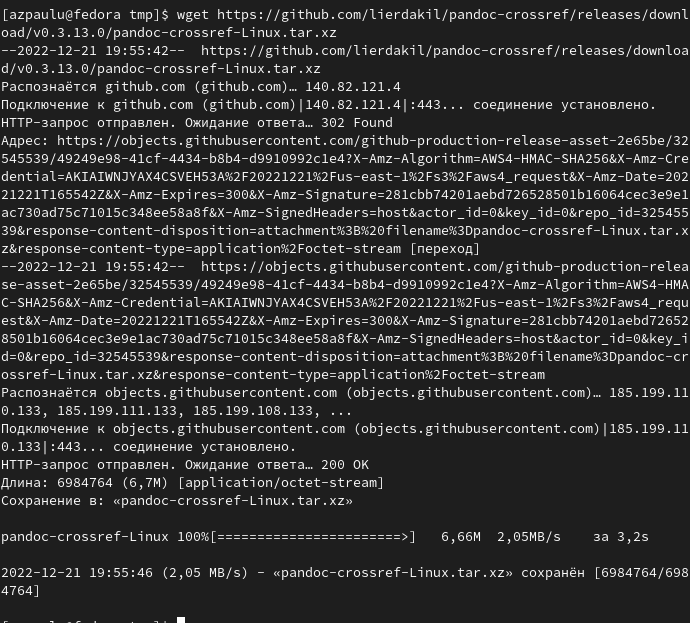 [azpaulu@fedora tmp]$ wget https://github.com/lierdakil/pandoc-crossref/releases/downl
oad/v0.3.13.0/pandoc-crossref-Linux.tar.xz
--2022-12-21 19:55:42--  https://github.com/lierdakil/pandoc-crossref/releases/downloa
d/v0.3.13.0/pandoc-crossref-Linux.tar.xz
Распознаётся github.com (github.com)… 140.82.121.4
Подключение к github.com (github.com)|140.82.121.4|:443... соединение установлено.
HTTP-запрос отправлен. Ожидание ответа… 302 Found
Адрес: https://objects.githubusercontent.com/github-production-release-asset-2e65be/32
545539/49249e98-41cf-4434-b8b4-d9910992c1e4?X-Amz-Algorithm=AWS4-HMAC-SHA256&X-Amz-Cre
dential=AKIAIWNJYAX4CSVEH53A%2F20221221%2Fus-east-1%2Fs3%2Faws4_request&X-Amz-Date=202
21221T165542Z&X-Amz-Expires=300&X-Amz-Signature=281cbb74201aebd726528501b16064cec3e9e1
ac730ad75c71015c348ee58a8f&X-Amz-SignedHeaders=host&actor_id=0&key_id=0&repo_id=325455
39&response-content-disposition=attachment%3B%20filename%3Dpandoc-crossref-Linux.tar.x
z&response-content-type=application%2Foctet-stream [переход]
--2022-12-21 19:55:42--  https://objects.githubusercontent.com/github-production-relea
se-asset-2e65be/32545539/49249e98-41cf-4434-b8b4-d9910992c1e4?X-Amz-Algorithm=AWS4-HMA
C-SHA256&X-Amz-Credential=AKIAIWNJYAX4CSVEH53A%2F20221221%2Fus-east-1%2Fs3%2Faws4_requ
est&X-Amz-Date=20221221T165542Z&X-Amz-Expires=300&X-Amz-Signature=281cbb74201aebd72652
8501b16064cec3e9e1ac730ad75c71015c348ee58a8f&X-Amz-SignedHeaders=host&actor_id=0&key_i
d=0&repo_id=32545539&response-content-disposition=attachment%3B%20filename%3Dpandoc-cr
ossref-Linux.tar.xz&response-content-type=application%2Foctet-stream
Распознаётся objects.githubusercontent.com (objects.githubusercontent.com)… 185.199.11
0.133, 185.199.111.133, 185.199.108.133, ...
Подключение к objects.githubusercontent.com (objects.githubusercontent.com)|185.199.11
0.133|:443... соединение установлено.
HTTP-запрос отправлен. Ожидание ответа… 200 OK
Длина: 6984764 (6,7M) [application/octet-stream]
Сохранение в: «pandoc-crossref-Linux.tar.xz»
pandoc-crossref-Linux 100%[=======================>]   6,66M  2,05MB/s    за 3,2s
2022-12-21 19:55:46 (2,05 MB/s) - «pandoc-crossref-Linux.tar.xz» сохранён [6984764/698
4764]